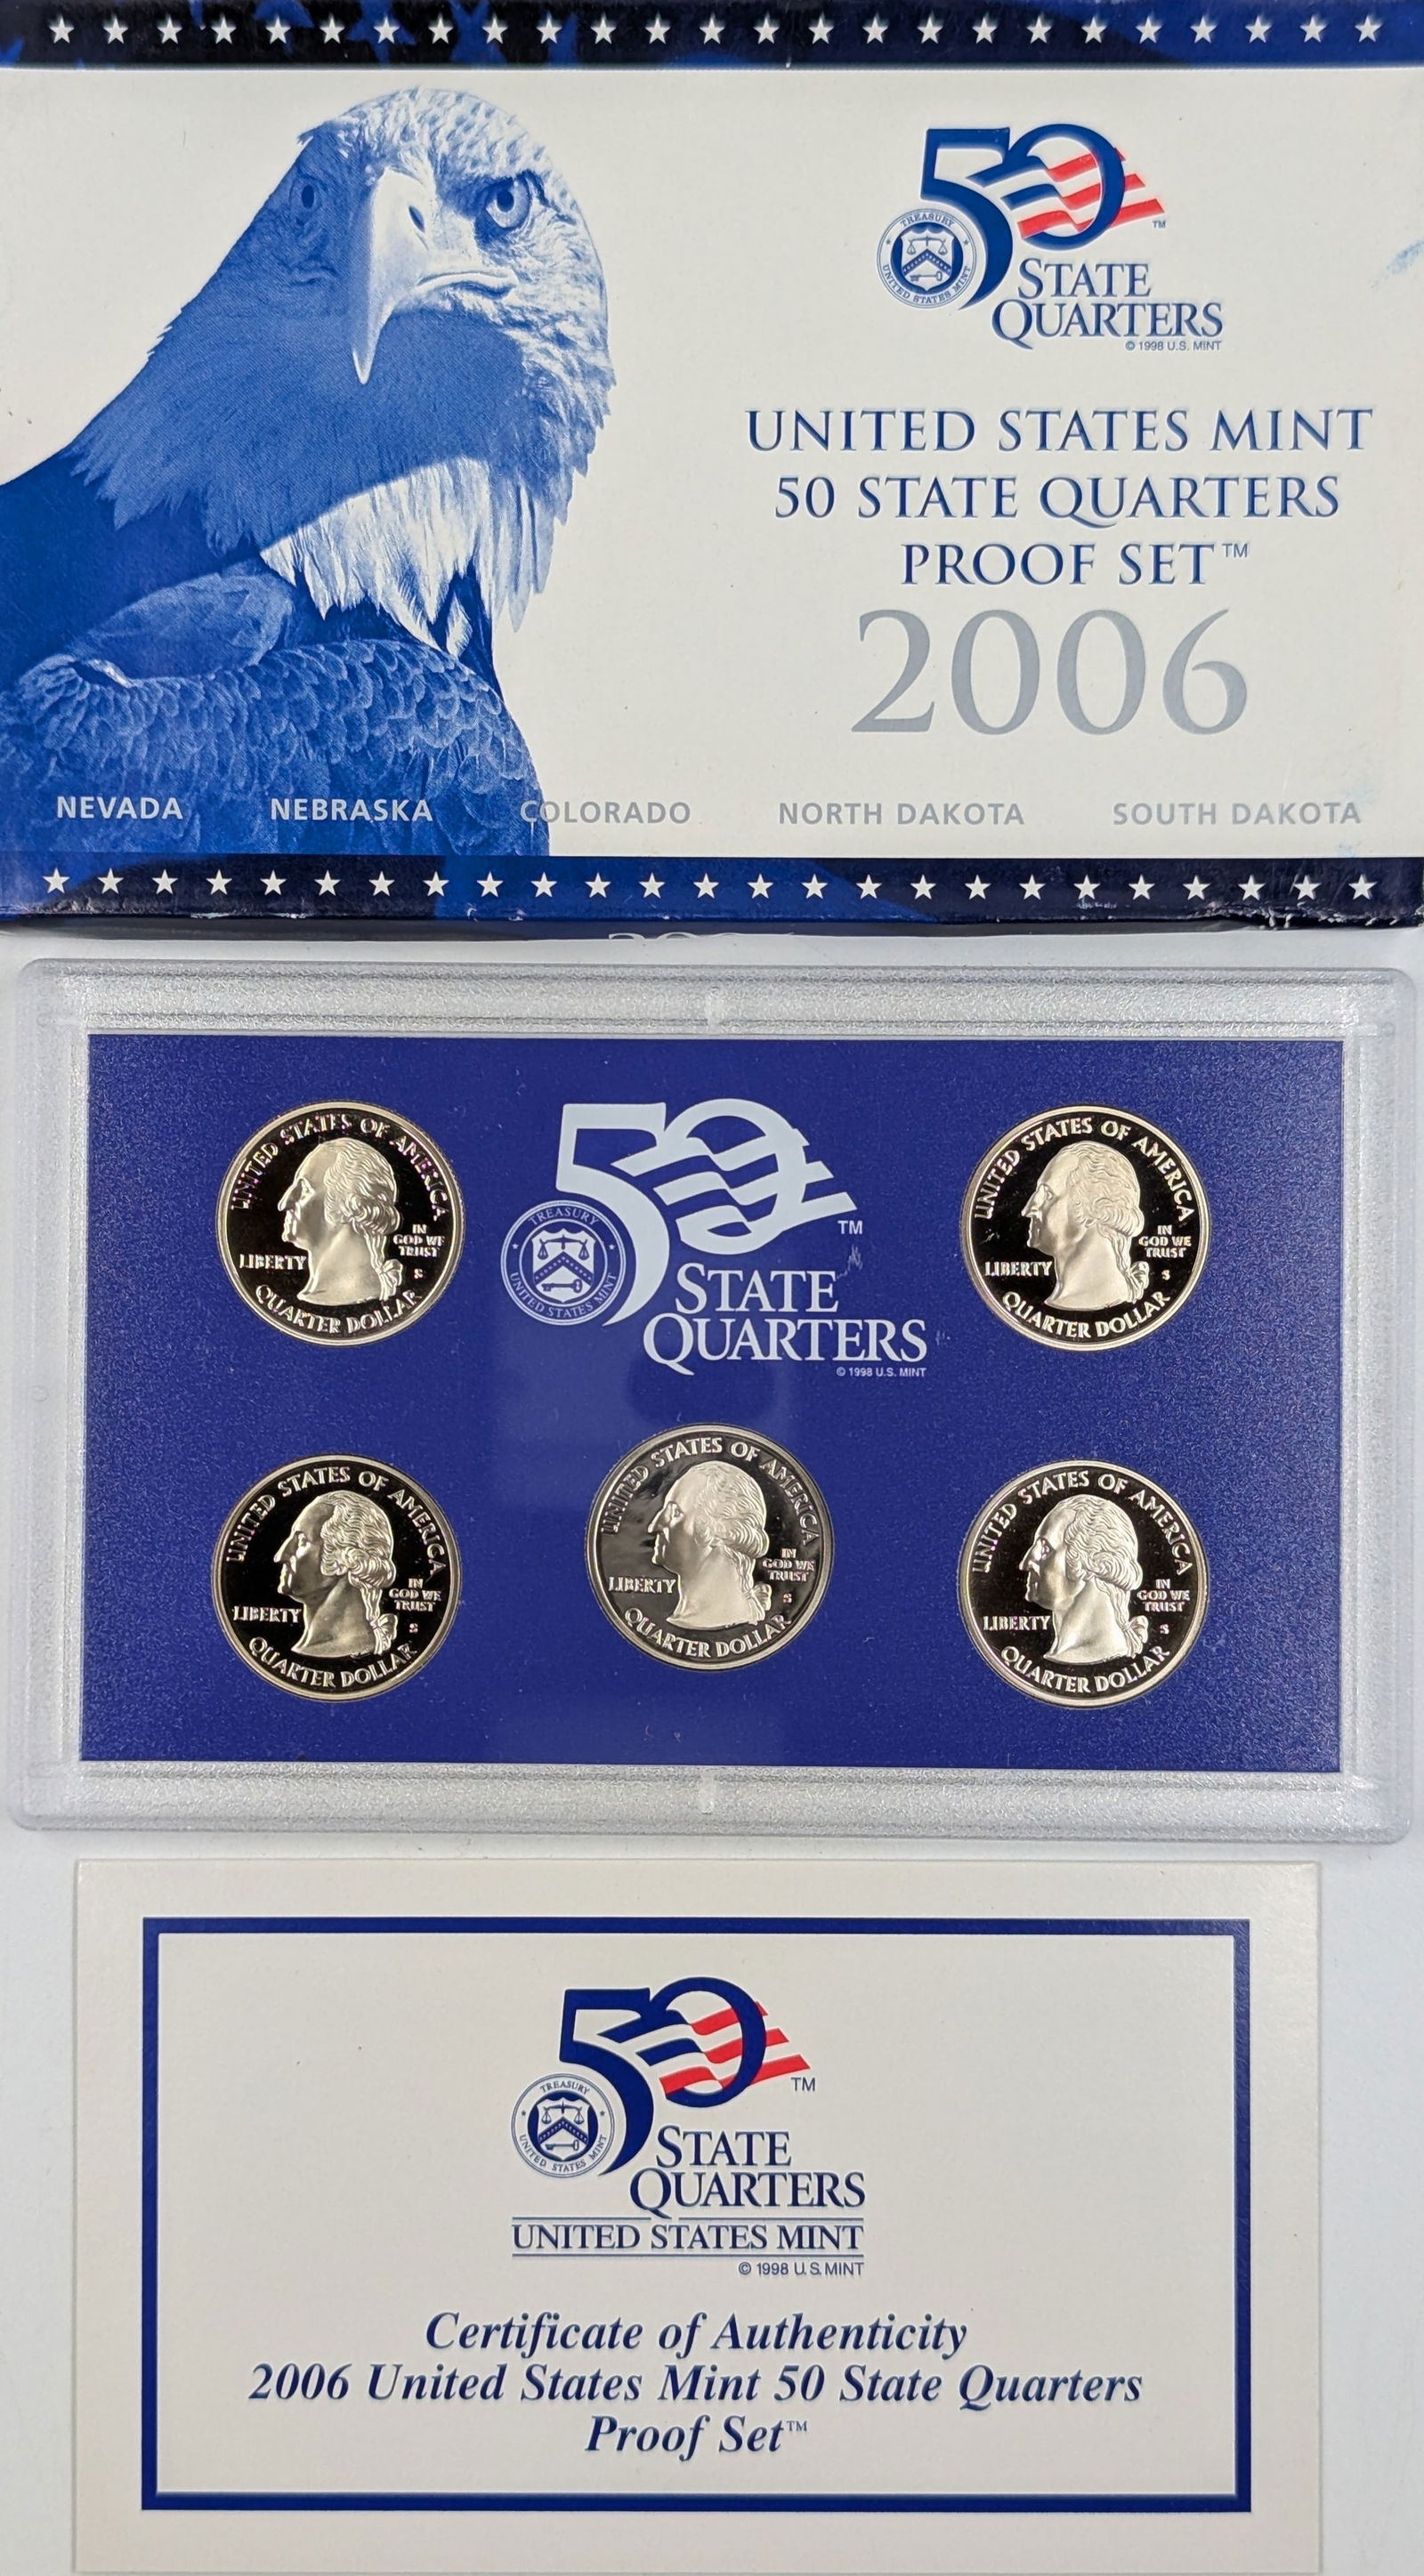 50
STATE
QUARTERS
TREASURY
UNITED STATES MINT
™
© 1998 U.S. MINT
UNITED STATES MINT
50 STATE QUARTERS
PROOF SET™
2006
NEVADA NEBRASKA COLORADO NORTH DAKOTA SOUTH DAKOTA
UNITED STATES OF AMERICA
LIBERTY
IN
GOD WE
TRUST
S
QUARTER DOLLAR
50
™
TREASURY
UNITED STATES MINT
STATE
QUARTERS
© 1998 U.S. MINT
UNITED STATES OF AMERICA
LIBERTY
IN
GOD WE
TRUST
S
QUARTER DOLLAR
UNITED STATES OF AMERICA
LIBERTY
IN
GOD WE
TRUST
S
QUARTER DOLLAR
UNITED STATES OF AMERICA
LIBERTY
IN
GOD WE
TRUST
S
QUARTER DOLLAR
UNITED STATES OF AMERICA
LIBERTY
IN
GOD WE
TRUST
S
QUARTER DOLLAR
50
™
TREASURY
UNITED STATES MINT
STATE
QUARTERS
UNITED STATES MINT
© 1998 U.S. MINT
Certificate of Authenticity
2006 United States Mint 50 State Quarters
Proof Set™